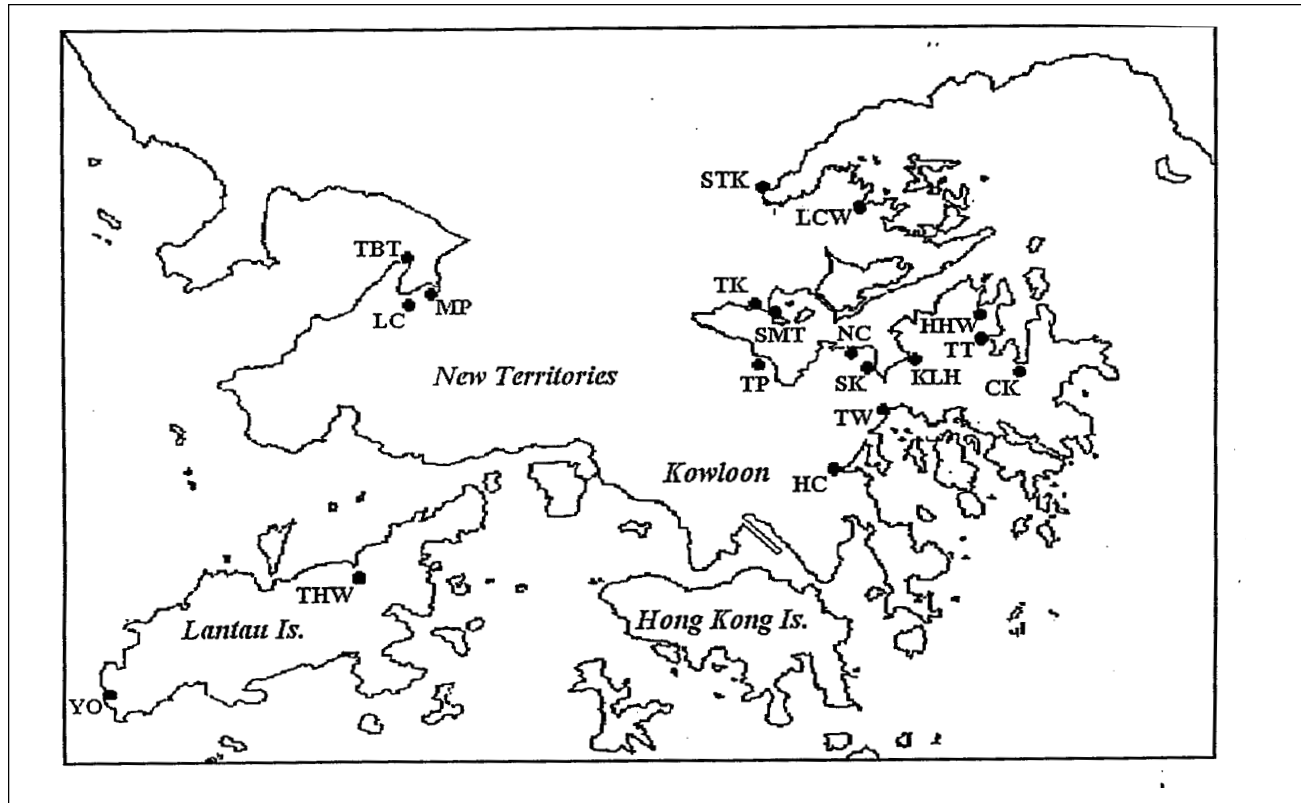 STK
LCW
TBT
MP
LC
TK
SMT
NC
HHW
TT
New Territories
TP
SK
KLH
CK
TW
Kowloon
HC
THW
Lantau Is.
Hong Kong Is.
YO